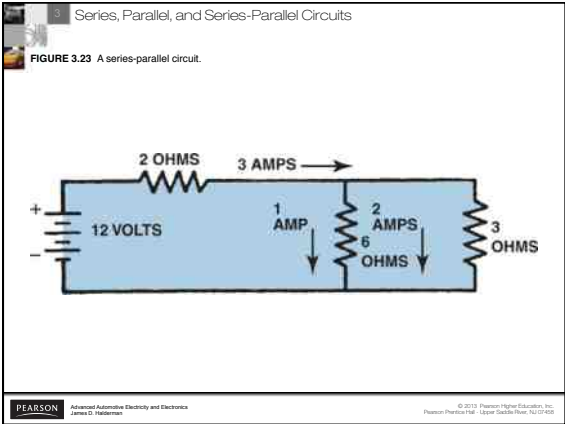 3 Series, Parallel, and Series-Parallel Circuits
FIGURE 3.23 A series-parallel circuit.
2 OHMS
3 AMPS
+
12 VOLTS
–
1
AMP
6
OHMS
2
AMPS
3
OHMS
PEARSON
Advanced Automotive Electricity and Electronics
James D. Halderman
© 2013 Pearson Higher Education, Inc.
Pearson Prentice Hall - Upper Saddle River, NJ 07458